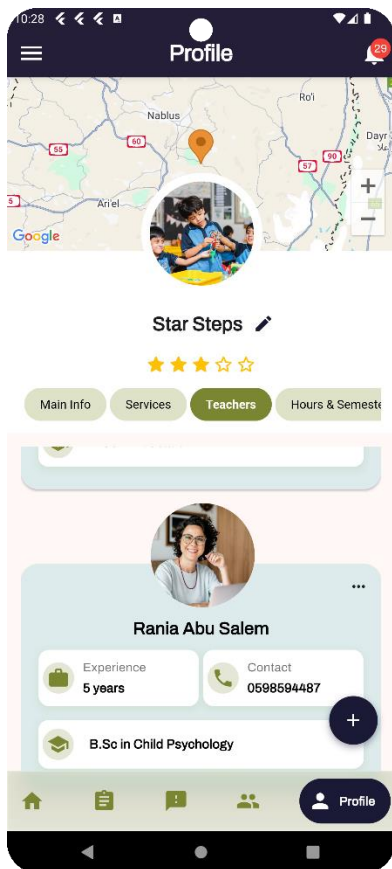 10:28
Profile
29
Nablus
Ro'i
55
60
57
90
Dayr
Ariel
5
+
−
Google
Star Steps
Main Info
Services
Teachers
Hours & Semeste
Rania Abu Salem
Experience
5 years
Contact
0598594487
+
B.Sc in Child Psychology
Profile